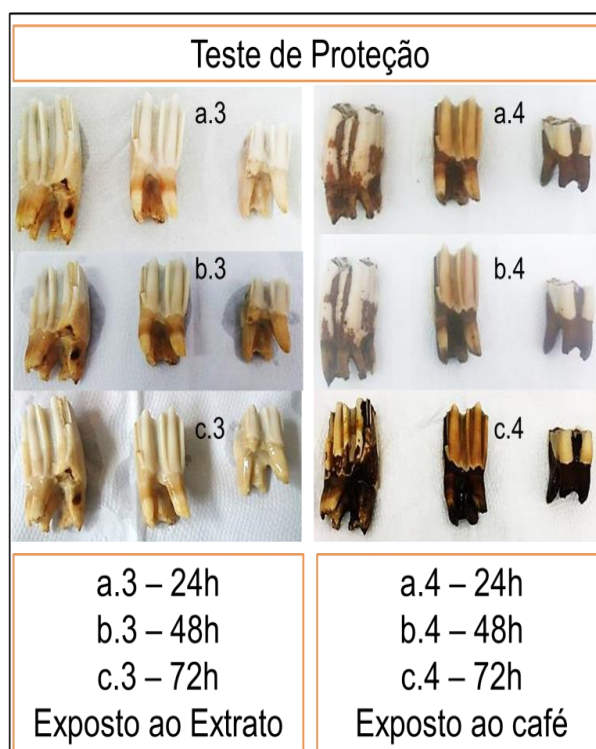 Teste de Proteção
a.3
a.4
b.3
b.4
c.3
c.4
a.3 – 24h
b.3 – 48h
c.3 – 72h
Exposto ao Extrato
a.4 – 24h
b.4 – 48h
c.4 – 72h
Exposto ao café